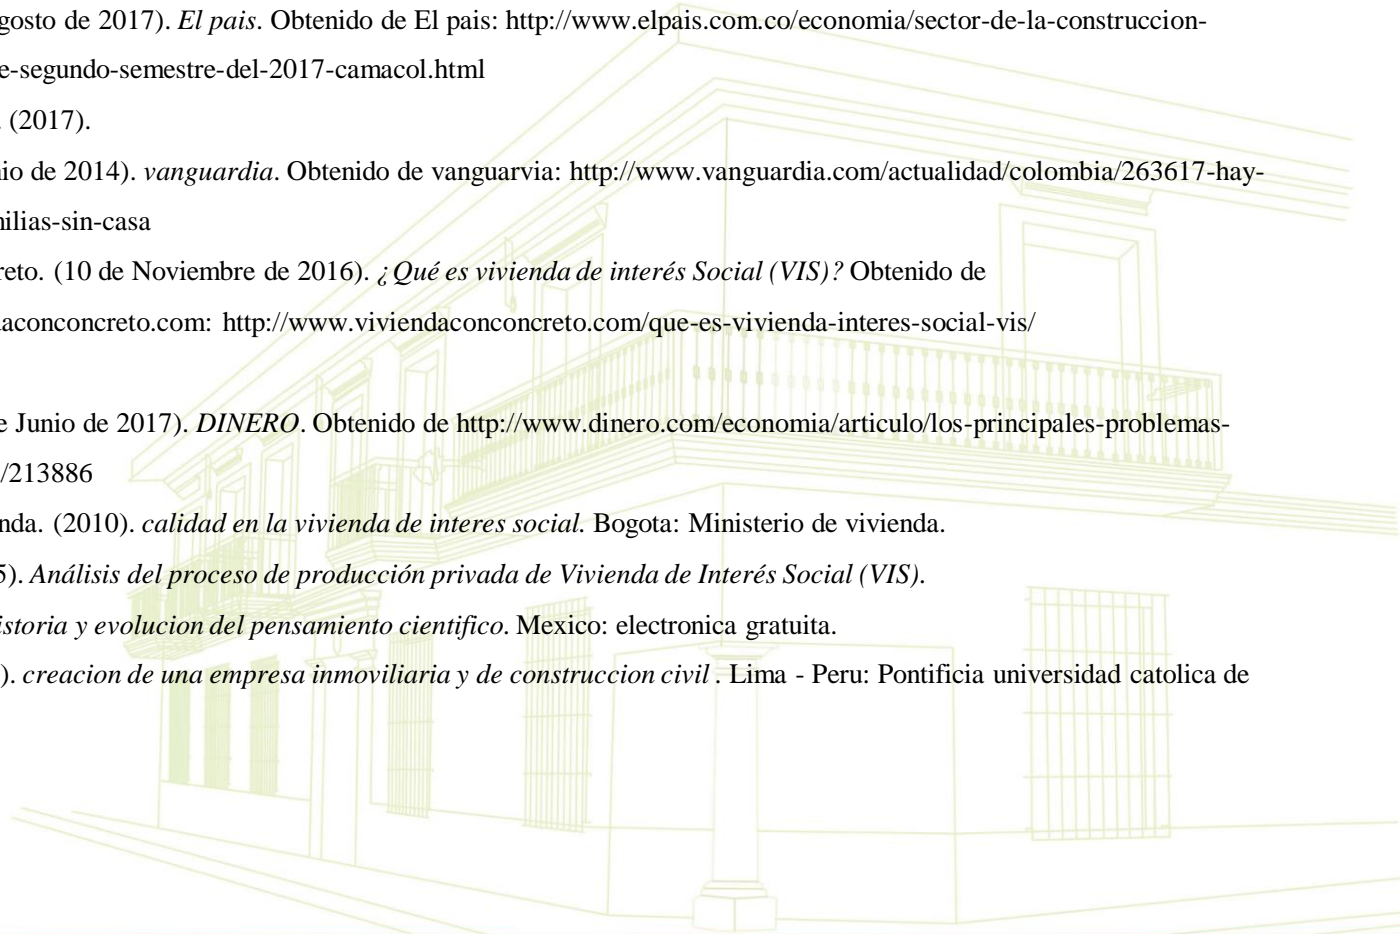 gosto de 2017). El pais. Obtenido de El pais: http://www.elpais.com.co/economia/sector-de-la-construccion-
e-segundo-semestre-del-2017-camacol.html
. (2017).
io de 2014). vanguardia. Obtenido de vanguarvia: http://www.vanguardia.com/actualidad/colombia/263617-hay-
ilias-sin-casa
reto. (10 de Noviembre de 2016). ¿Qué es vivienda de interés Social (VIS)? Obtenido de
daconconcreto.com: http://www.viviendaconconcreto.com/que-es-vivienda-interes-social-vis/
e Junio de 2017). DINERO. Obtenido de http://www.dinero.com/economia/articulo/los-principales-problemas-
/213886
nda. (2010). calidad en la vivienda de interes social. Bogota: Ministerio de vivienda.
5). Análisis del proceso de producción privada de Vivienda de Interés Social (VIS).
istoria y evolucion del pensamiento cientifico. Mexico: electronica gratuita.
). creacion de una empresa inmoviliaria y de construccion civil . Lima - Peru: Pontificia universidad catolica de